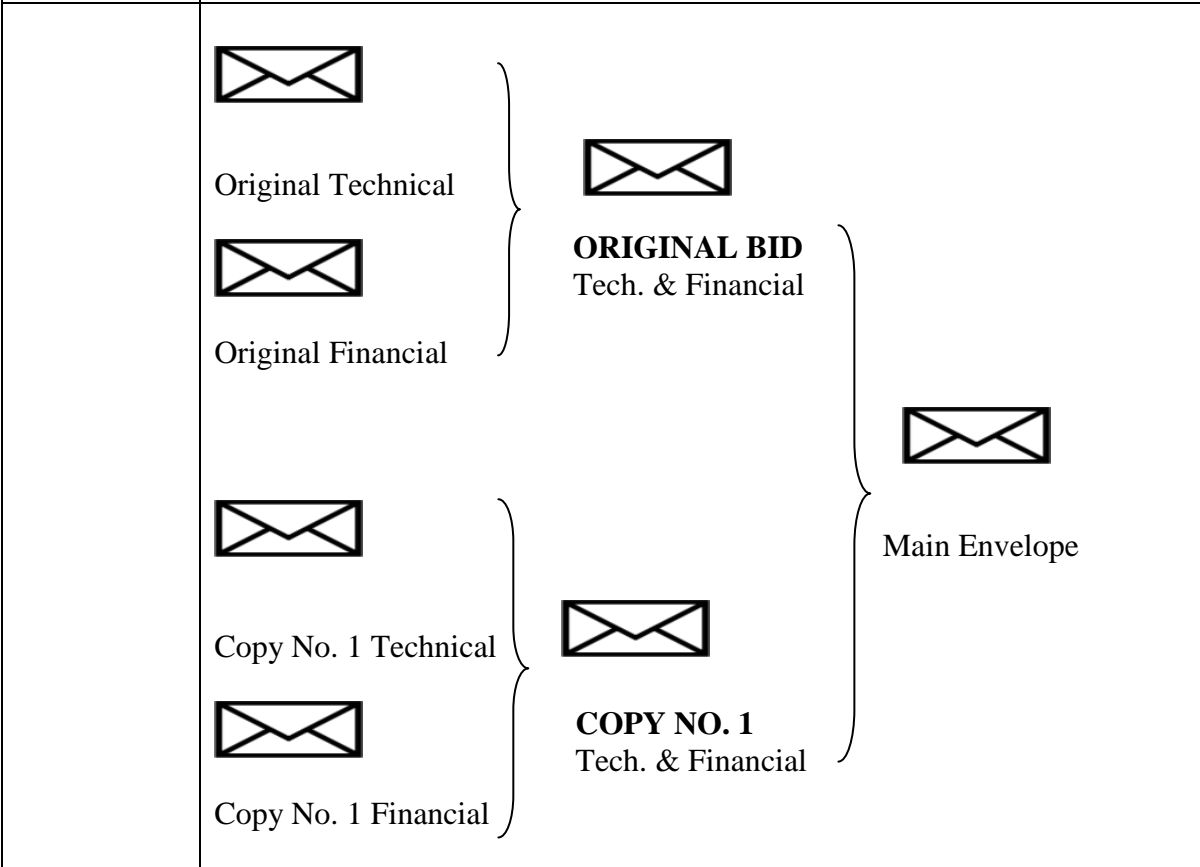 Original Technical
Original Financial
ORIGINAL BID
Tech. & Financial
Copy No. 1 Technical
Copy No. 1 Financial
COPY NO. 1
Tech. & Financial
Main Envelope